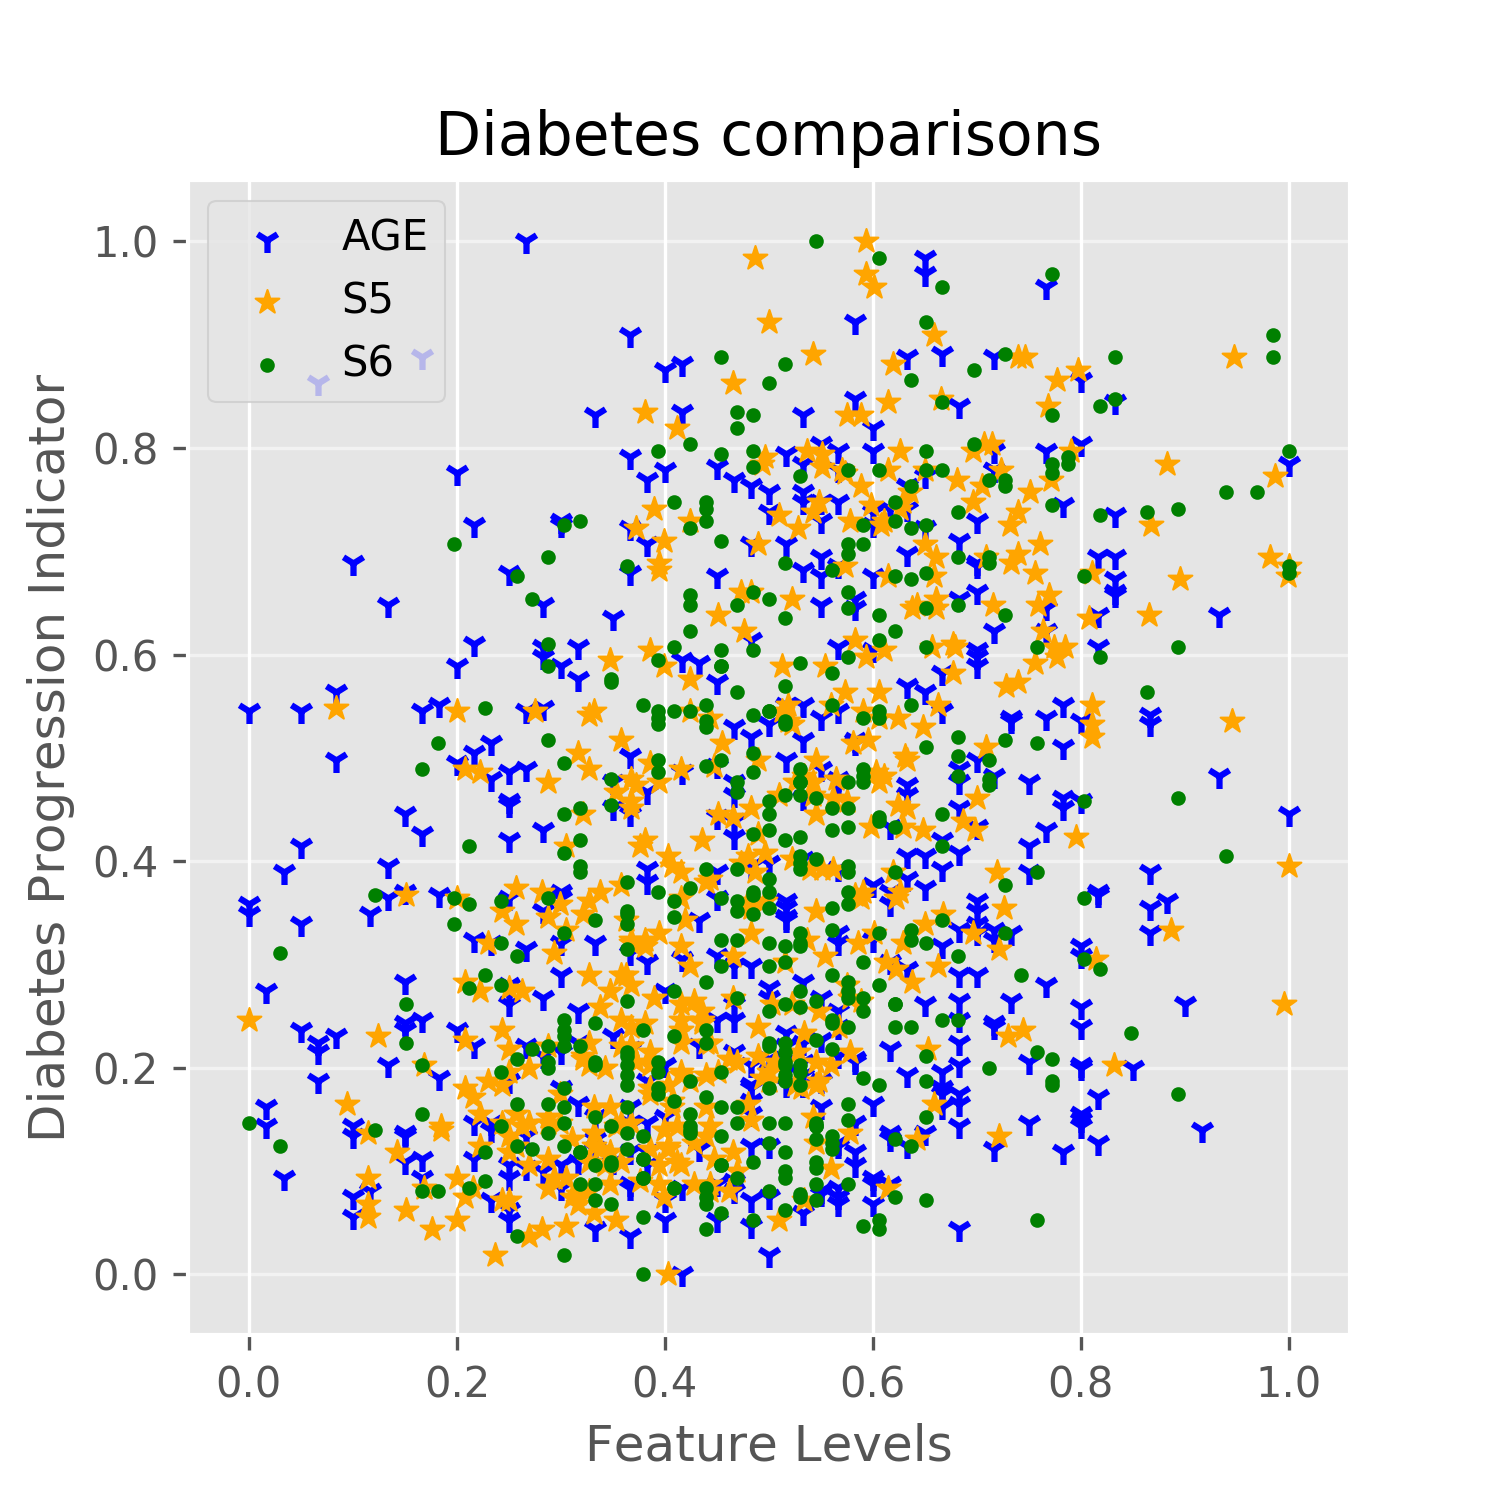 Diabetes comparisons
AGE
S5
S6
Diabetes Progression Indicator
1.0
0.8
0.6
0.4
0.2
0.0
0.0 0.2 0.4 0.6 0.8 1.0
Feature Levels